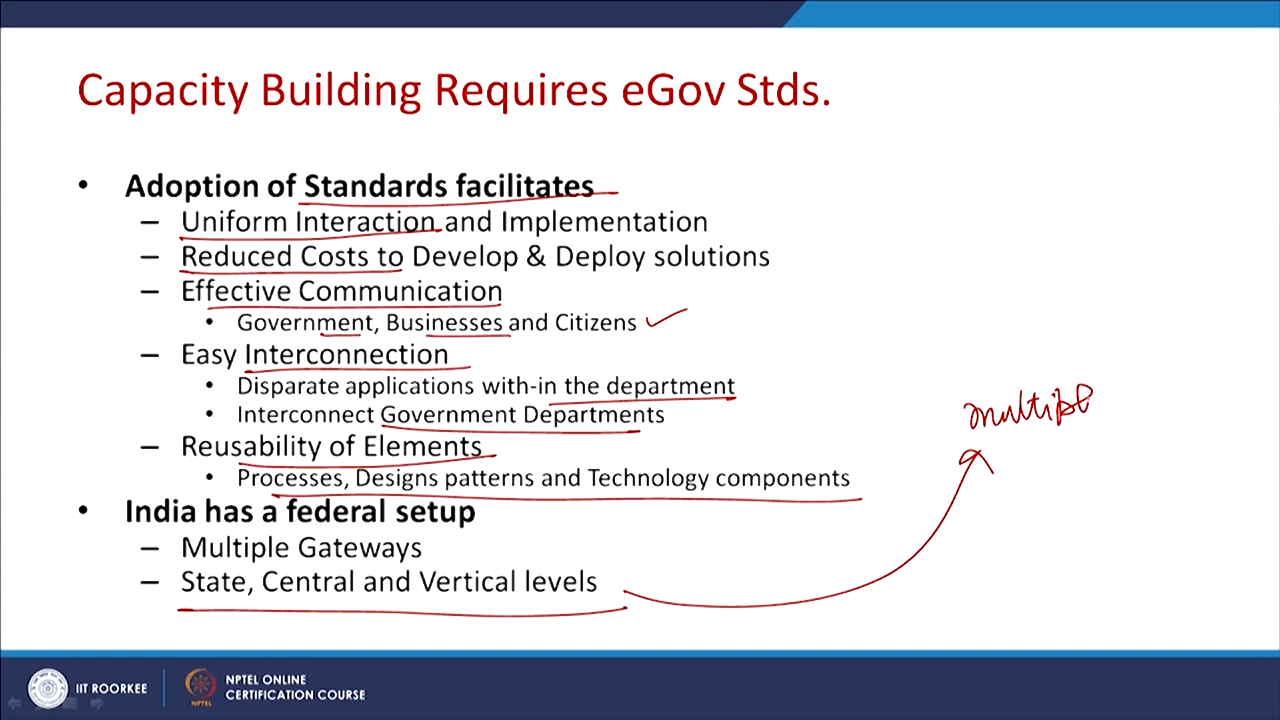 Capacity Building Requires eGov Stds.
• Adoption of Standards facilitates
– Uniform Interaction and Implementation
– Reduced Costs to Develop & Deploy solutions
– Effective Communication
• Government, Businesses and Citizens
– Easy Interconnection
• Disparate applications with-in the department
• Interconnect Government Departments
– Reusability of Elements
• Processes, Designs patterns and Technology components
• India has a federal setup
– Multiple Gateways
– State, Central and Vertical levels
multiple
IIT ROORKEE
NPTEL
NPTEL ONLINE
CERTIFICATION COURSE